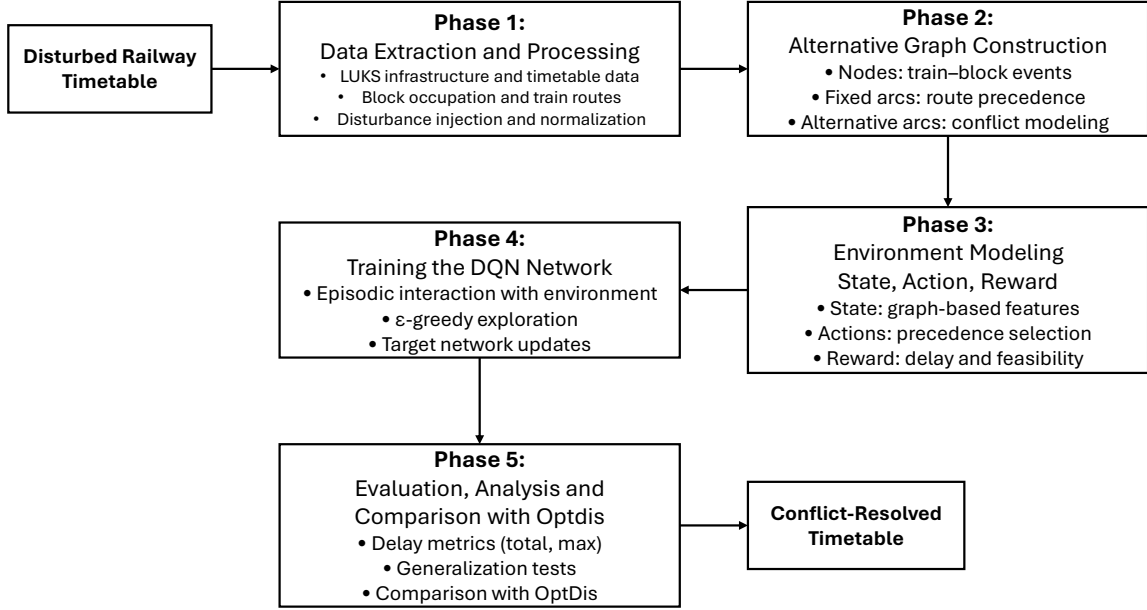 Disturbed Railway
Timetable
Phase 1:
Data Extraction and Processing
• LUKS infrastructure and timetable data
• Block occupation and train routes
• Disturbance injection and normalization
Phase 2:
Alternative Graph Construction
• Nodes: train–block events
• Fixed arcs: route precedence
• Alternative arcs: conflict modeling
Phase 3:
Environment Modeling
State, Action, Reward
• State: graph-based features
• Actions: precedence selection
• Reward: delay and feasibility
Phase 4:
Training the DQN Network
• Episodic interaction with environment
• ε-greedy exploration
• Target network updates
Phase 5:
Evaluation, Analysis and
Comparison with Optdis
• Delay metrics (total, max)
• Generalization tests
• Comparison with OptDis
Conflict-Resolved
Timetable